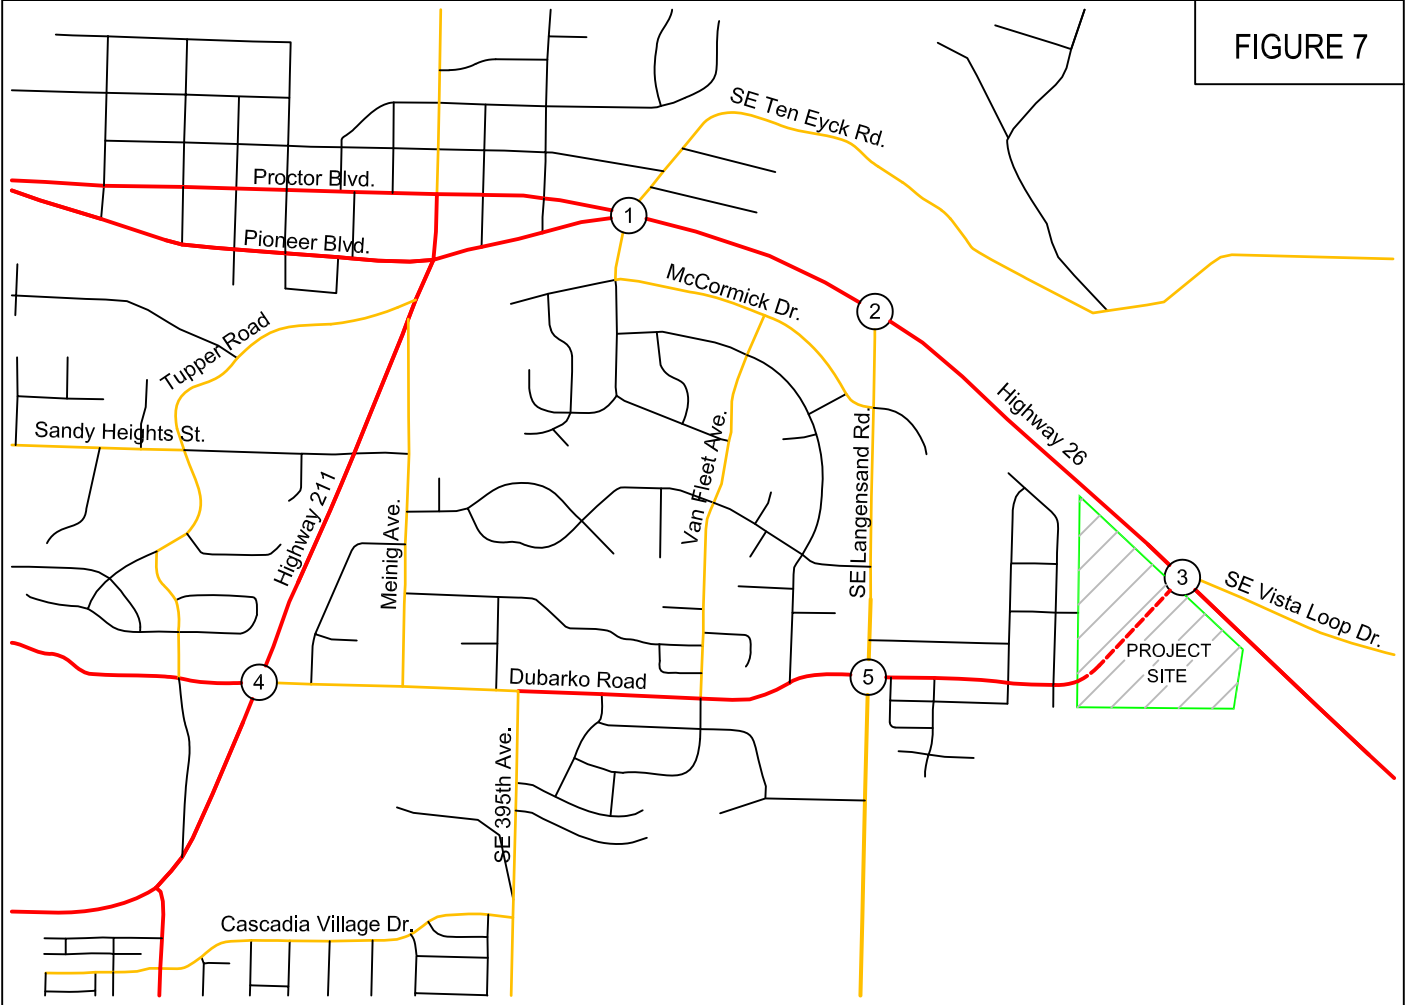 FIGURE 7
SE Ten Eyck Rd.
Proctor Blvd.
1
Pioneer Blvd.
McCormick Dr.
2
Tupper Road
Highway 26
Sandy Heights St.
Van Fleet Ave.
SE Langensand Rd.
Highway 211
Meinig Ave.
3
SE Vista Loop Dr.
PROJECT
SITE
4
Dubarko Road
5
SE 395th Ave.
Cascadia Village Dr.